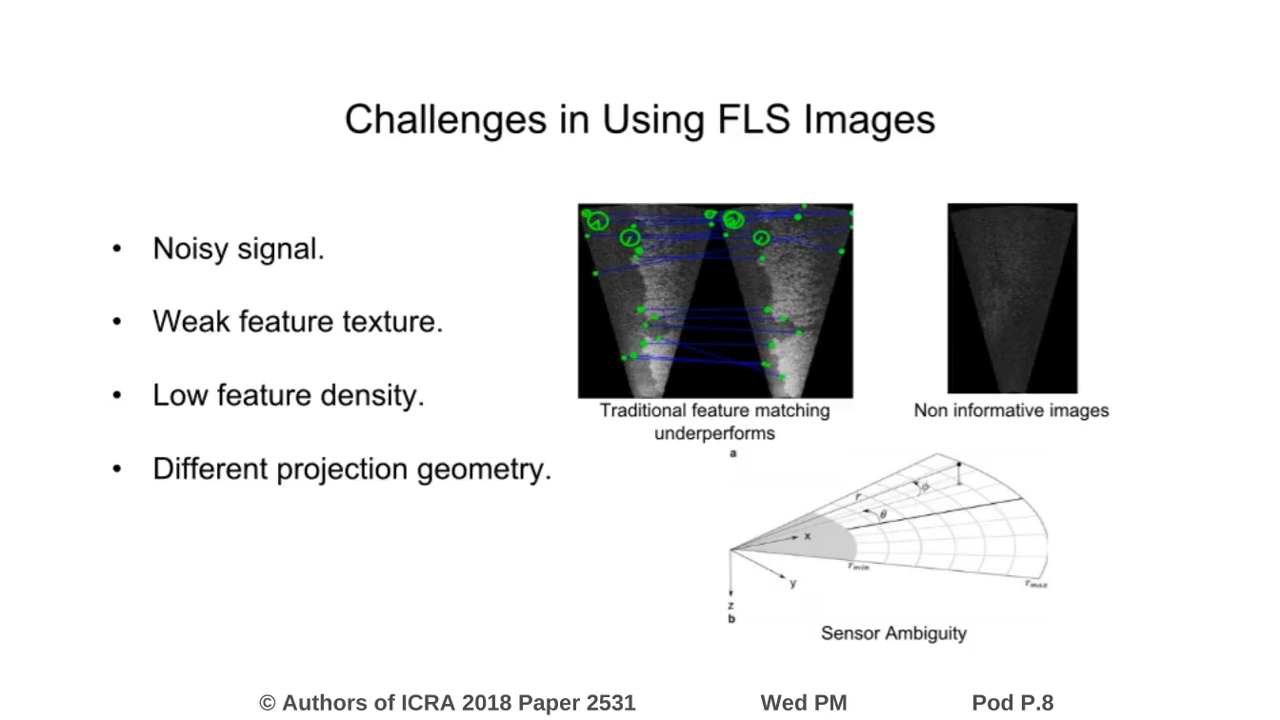 Challenges in Using FLS Images
• Noisy signal.
• Weak feature texture.
• Low feature density.
• Different projection geometry.
Traditional feature matching
underperforms
Non informative images
a
r
ϕ
θ
x
y
z
r_min
r_max
b
Sensor Ambiguity
© Authors of ICRA 2018 Paper 2531 Wed PM Pod P.8